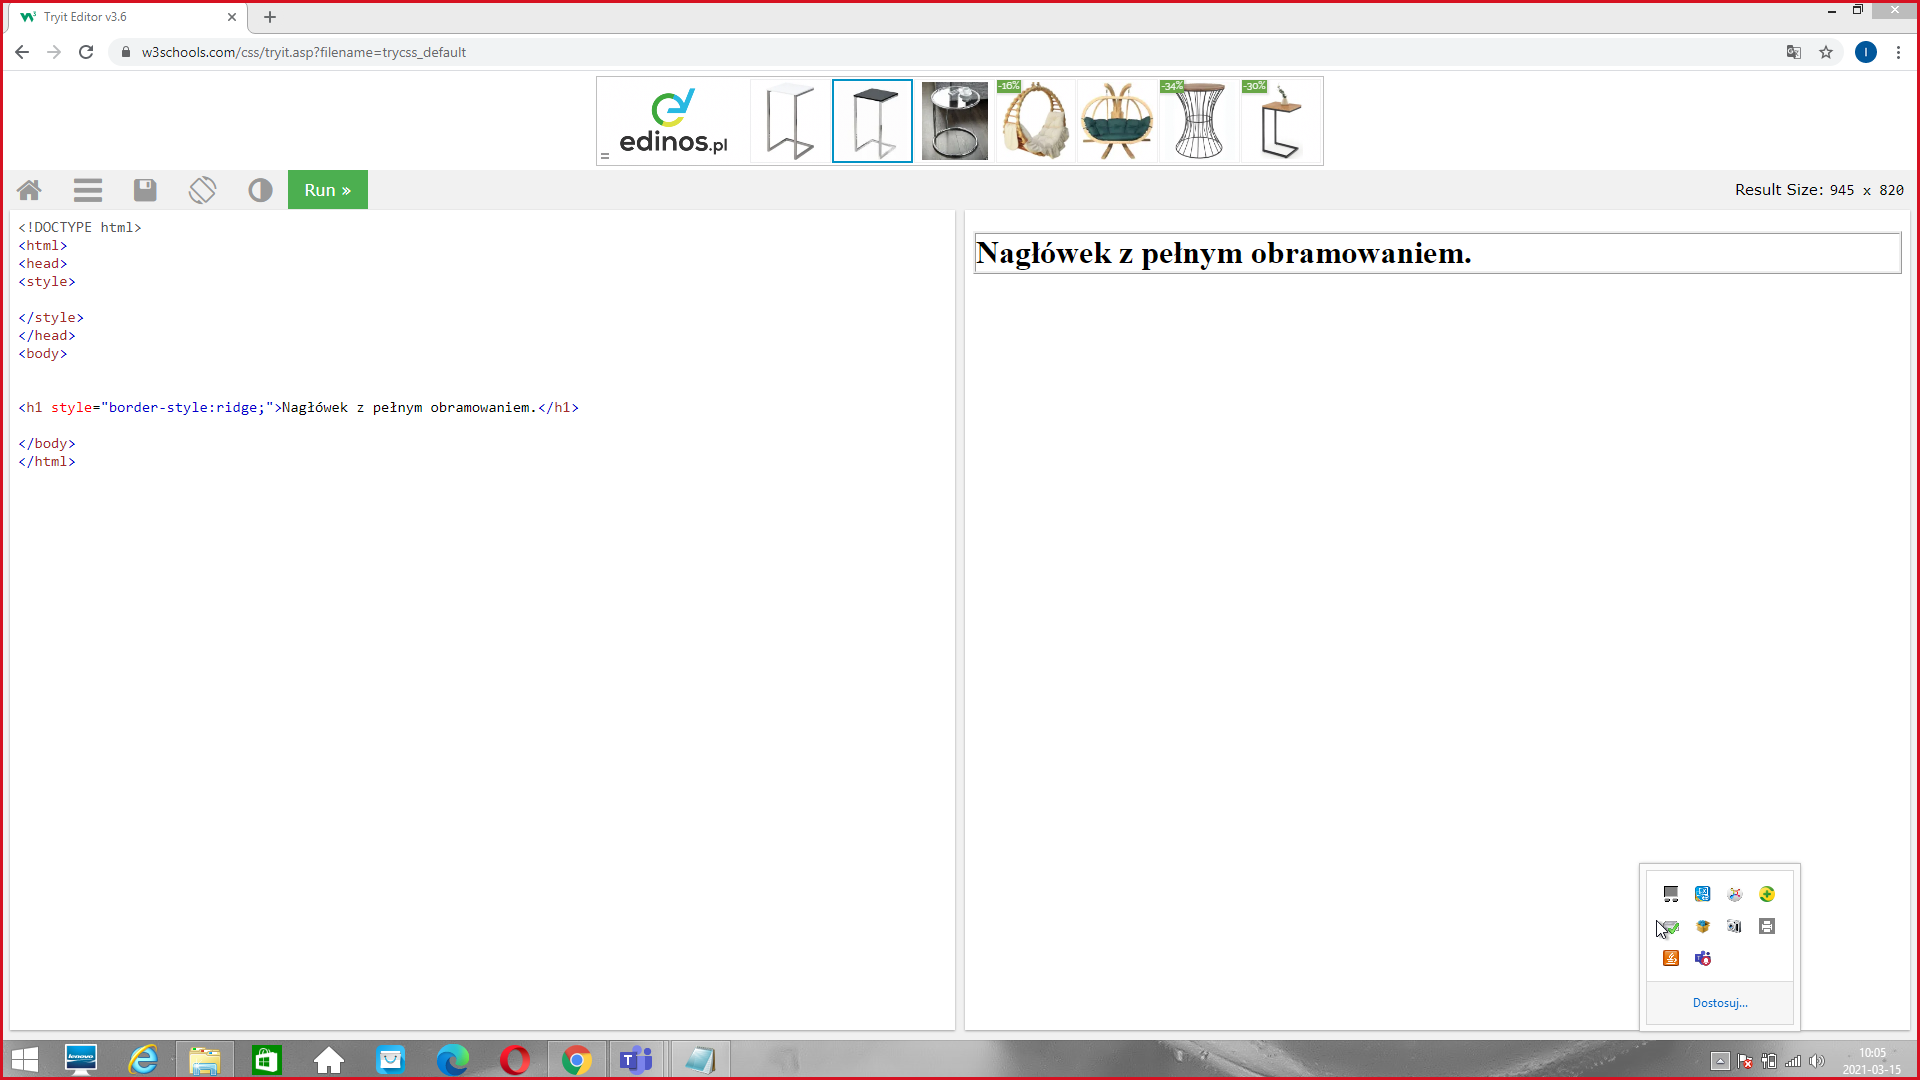 Tryit Editor v3.6
w3schools.com/css/tryit.asp?filename=trycss_default
edinos.pl
-16%
-34%
-30%
Run »
Result Size: 945 x 820
<!DOCTYPE html>
<html>
<head>
<style>
</style>
</head>
<body>
<h1 style="border-style:ridge;">Nagłówek z pełnym obramowaniem.</h1>
</body>
</html>
Nagłówek z pełnym obramowaniem.
Dostosuj...
lenovo
10:05
2021-03-15